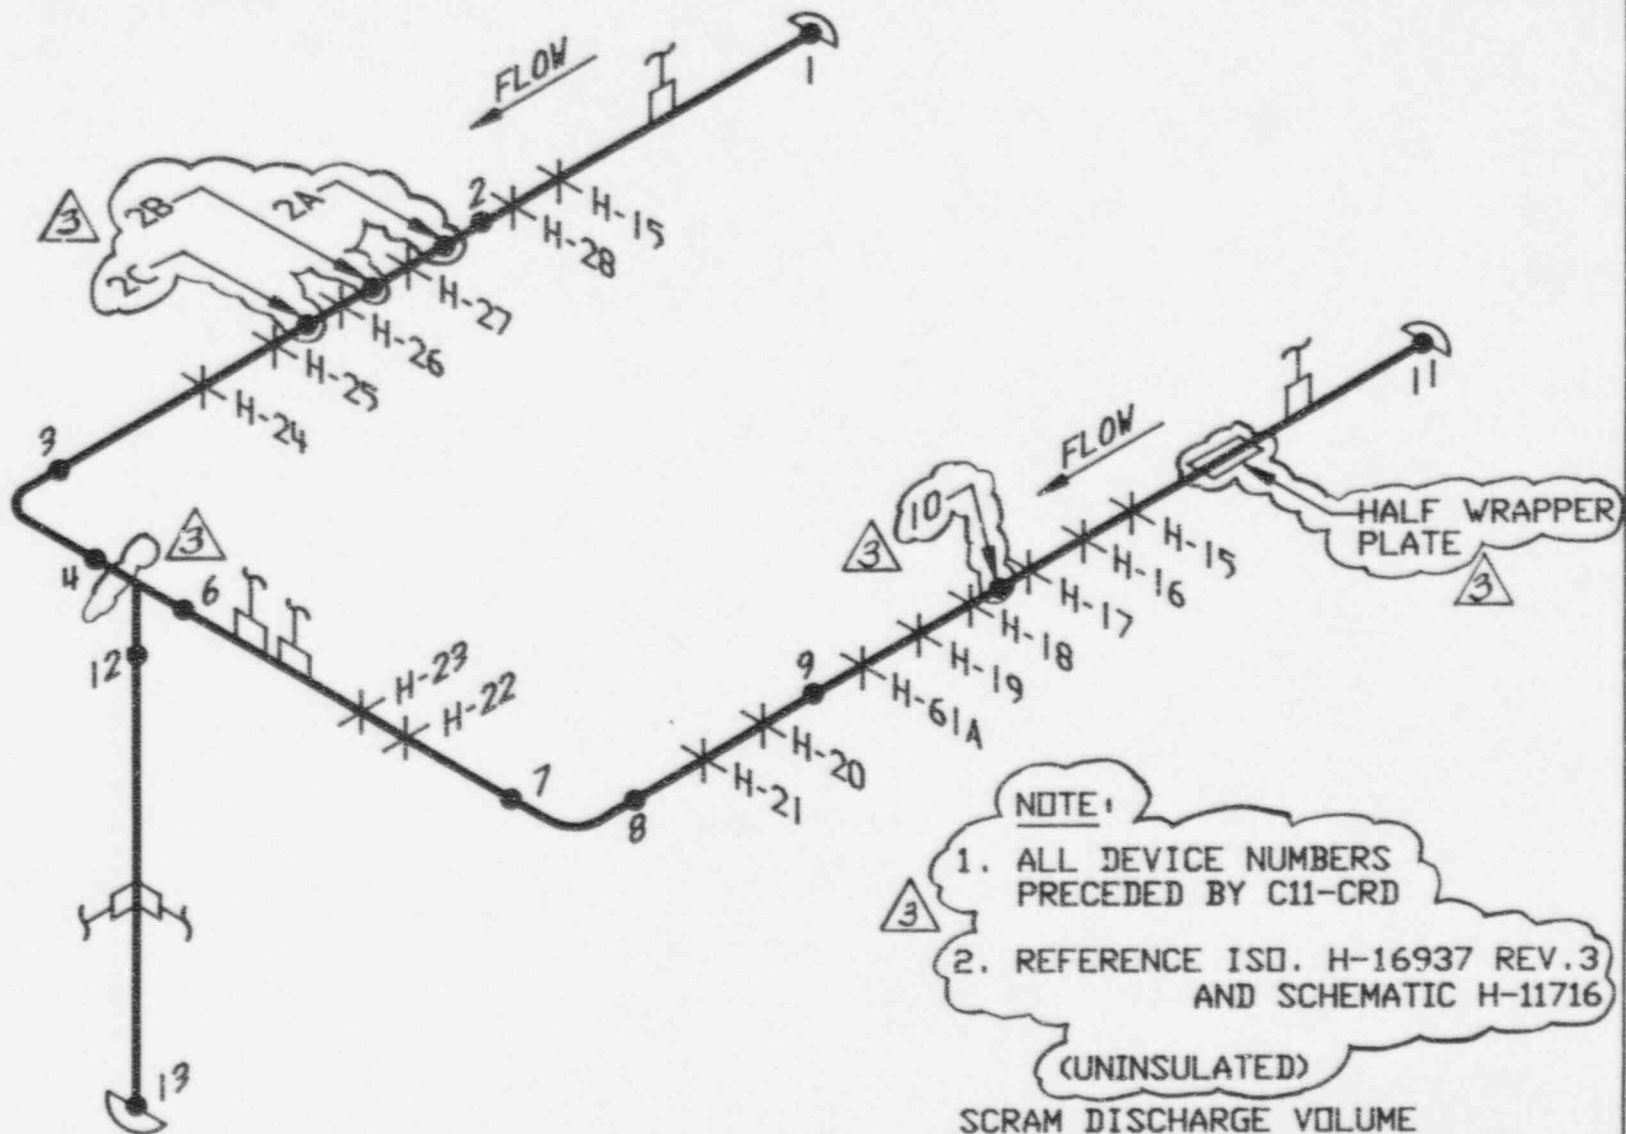 FLOW
1
3
2B
2A
2
H-15
H-28
2C
H-27
H-26
H-25
H-24
3
11
FLOW
HALF WRAPPER
PLATE
3
10
3
H-15
H-16
H-17
H-18
H-19
H-61A
3
4
6
12
H-23
H-22
9
H-20
H-21
7
8
13
NOTE:
1. ALL DEVICE NUMBERS
PRECEDED BY C11-CRD
3
2. REFERENCE ISO. H-16937 REV.3
AND SCHEMATIC H-11716
(UNINSULATED)
SCRAM DISCHARGE VOLUME